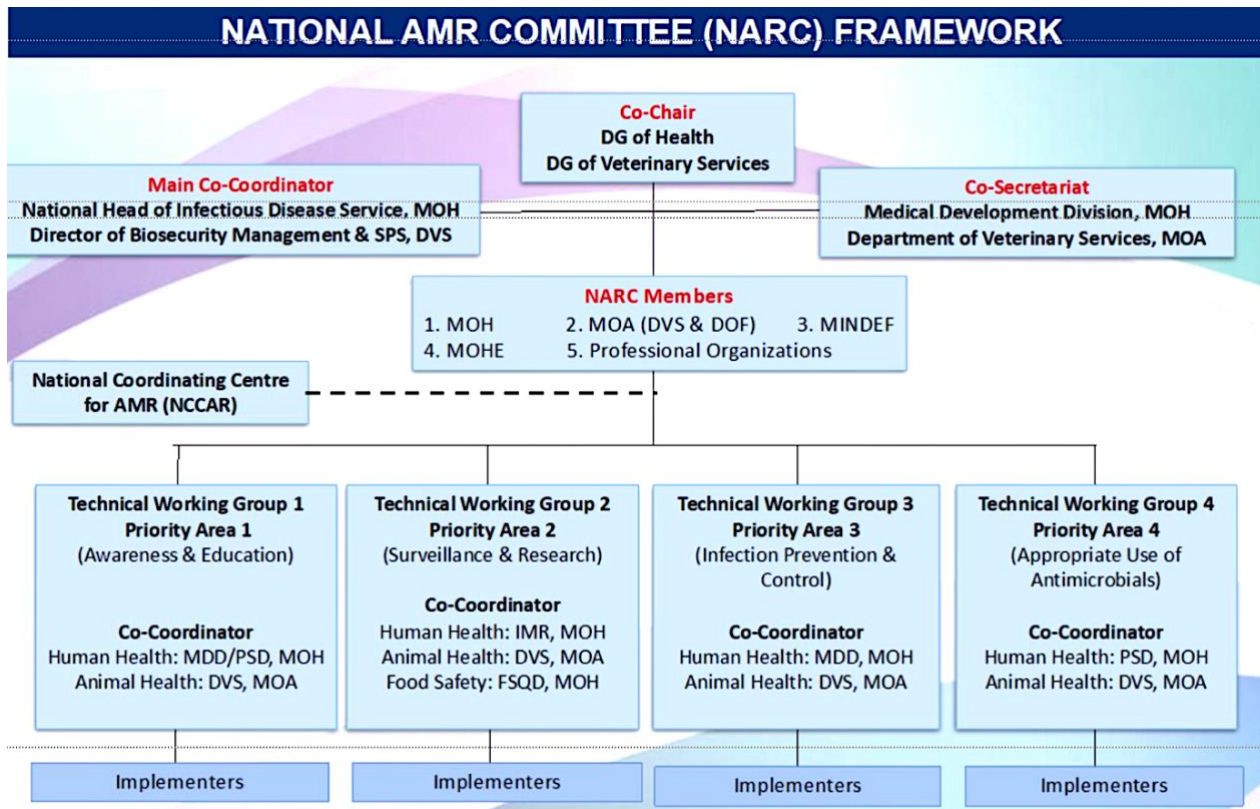 NATIONAL AMR COMMITTEE (NARC) FRAMEWORK
Co-Chair
DG of Health
DG of Veterinary Services
Main Co-Coordinator
National Head of Infectious Disease Service, MOH
Director of Biosecurity Management & SPS, DVS
Co-Secretariat
Medical Development Division, MOH
Department of Veterinary Services, MOA
NARC Members
1. MOH 2. MOA (DVS & DOF) 3. MINDEF
4. MOHE 5. Professional Organizations
National Coordinating Centre
for AMR (NCCAR)
Technical Working Group 1
Priority Area 1
(Awareness & Education)
Co-Coordinator
Human Health: MDD/PSD, MOH
Animal Health: DVS, MOA
Technical Working Group 2
Priority Area 2
(Surveillance & Research)
Co-Coordinator
Human Health: IMR, MOH
Animal Health: DVS, MOA
Food Safety: FSQD, MOH
Technical Working Group 3
Priority Area 3
(Infection Prevention &
Control)
Co-Coordinator
Human Health: MDD, MOH
Animal Health: DVS, MOA
Technical Working Group 4
Priority Area 4
(Appropriate Use of
Antimicrobials)
Co-Coordinator
Human Health: PSD, MOH
Animal Health: DVS, MOA
Implementers
Implementers
Implementers
Implementers